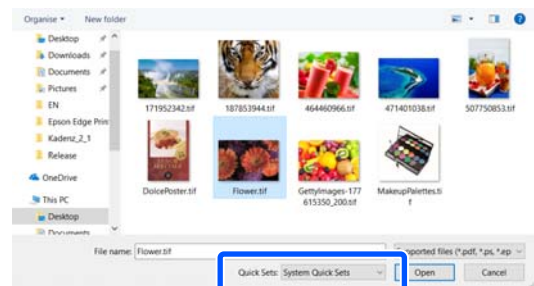 Organise New folder
Desktop
Downloads
Documents
Pictures
EN
Epson Edge Prin
Kadenz_2_1
Release
OneDrive
This PC
Desktop
Documents
171952342.tif
187853944.tif
464460966.tif
471401038.tif
507750853.tif
DolcePoster.tif
Flower.tif
GettyImages-177
615350_200.tif
MakeupPalettes.ti
f
File name: Flower.tif
Supported files (*.pdf, *.ps, *.ep
Quick Sets: System Quick Sets
Open
Cancel